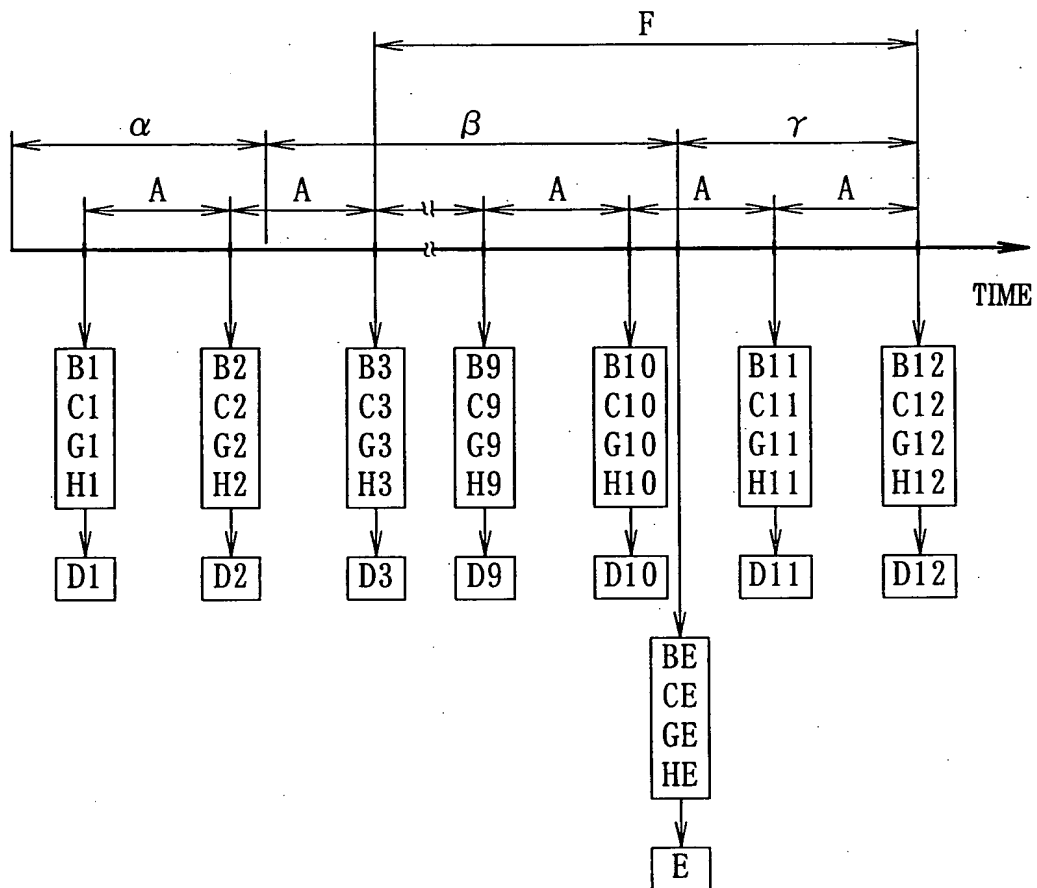 F
α β γ
A A A A A
TIME
B1 B2 B3 B9 B10 B11 B12
C1 C2 C3 C9 C10 C11 C12
G1 G2 G3 G9 G10 G11 G12
H1 H2 H3 H9 H10 H11 H12
D1 D2 D3 D9 D10 D11 D12
BE
CE
GE
HE
E